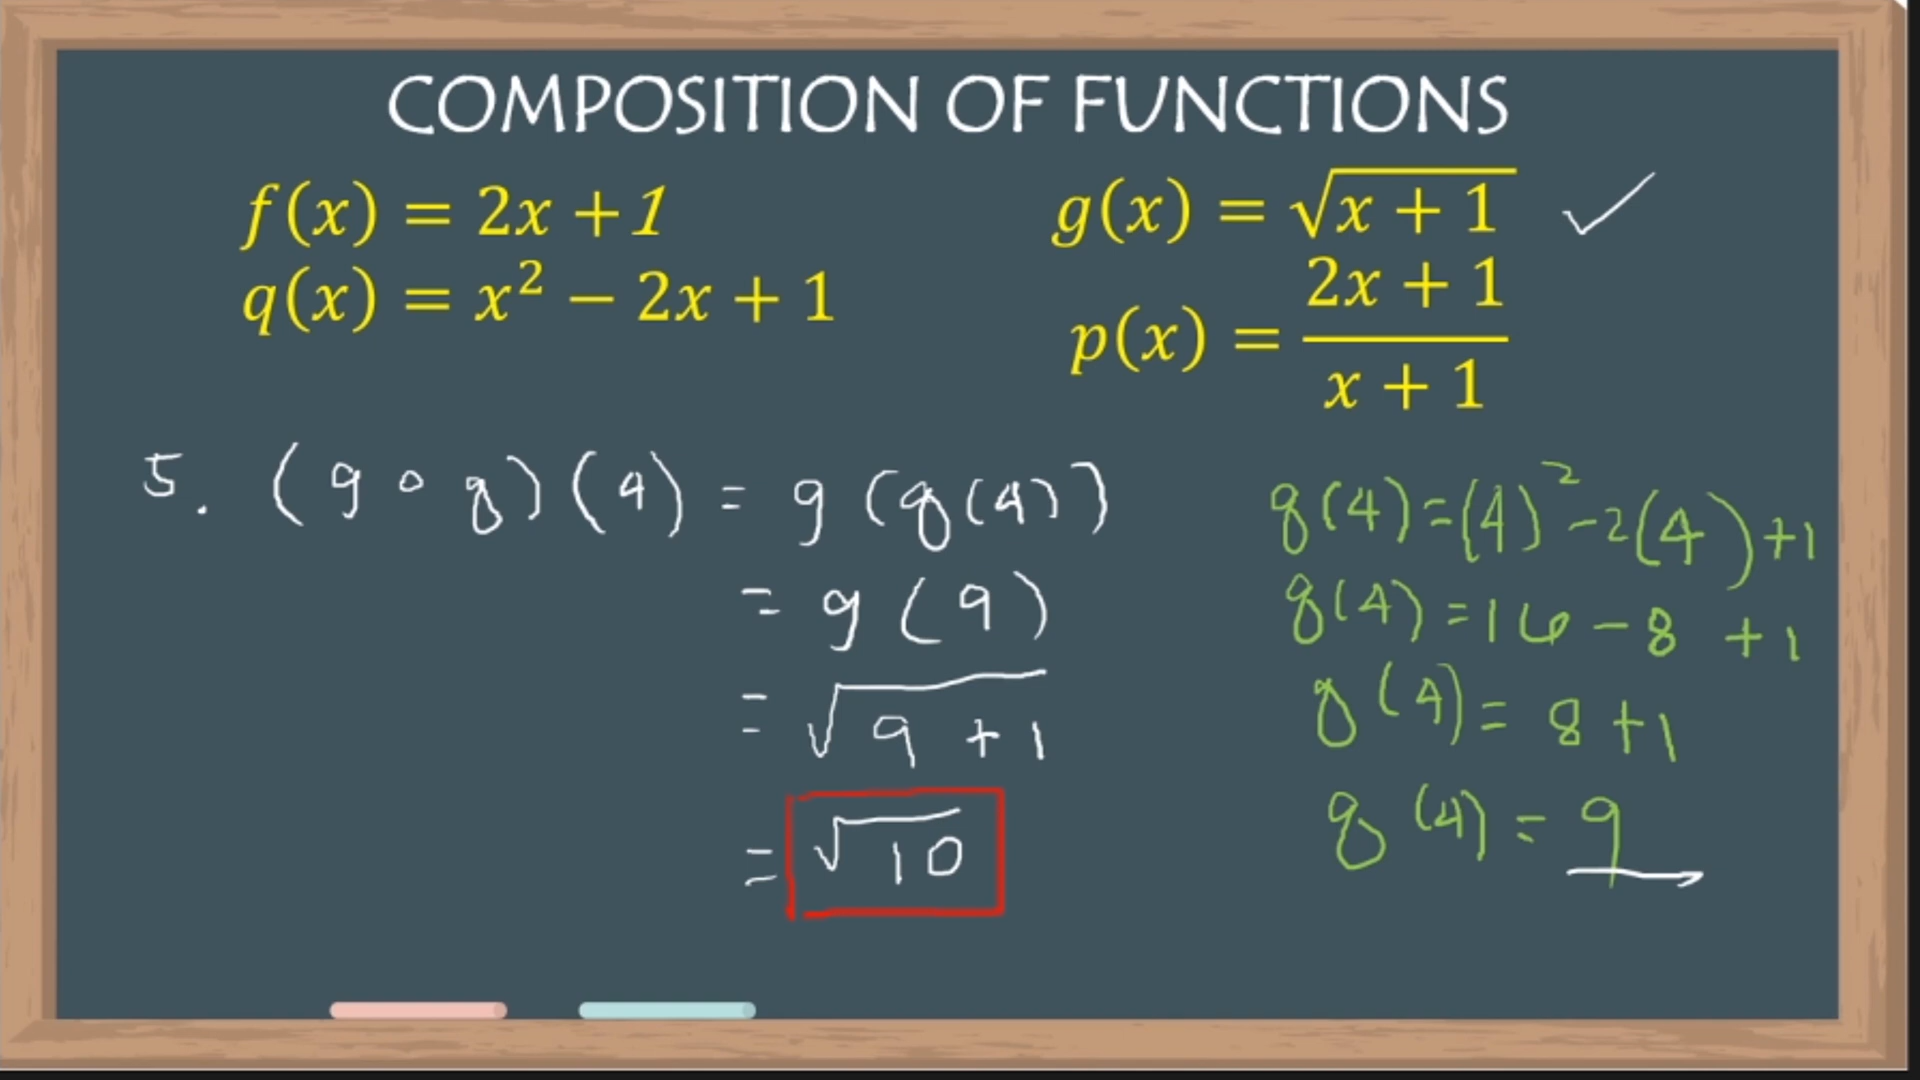 COMPOSITION OF FUNCTIONS
f(x) = 2x + 1
g(x) = √(x + 1) ✓
q(x) = x² − 2x + 1
p(x) = (2x + 1)/(x + 1)
5. (g ∘ q)(4) = g(q(4))
= g(9)
= √(9 + 1)
= √10
q(4) = (4)² − 2(4) + 1
q(4) = 16 − 8 + 1
q(4) = 8 + 1
q(4) = 9